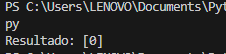 PS C:\Users\LENOVO\Documents\Pyt
py
Resultado: [0]